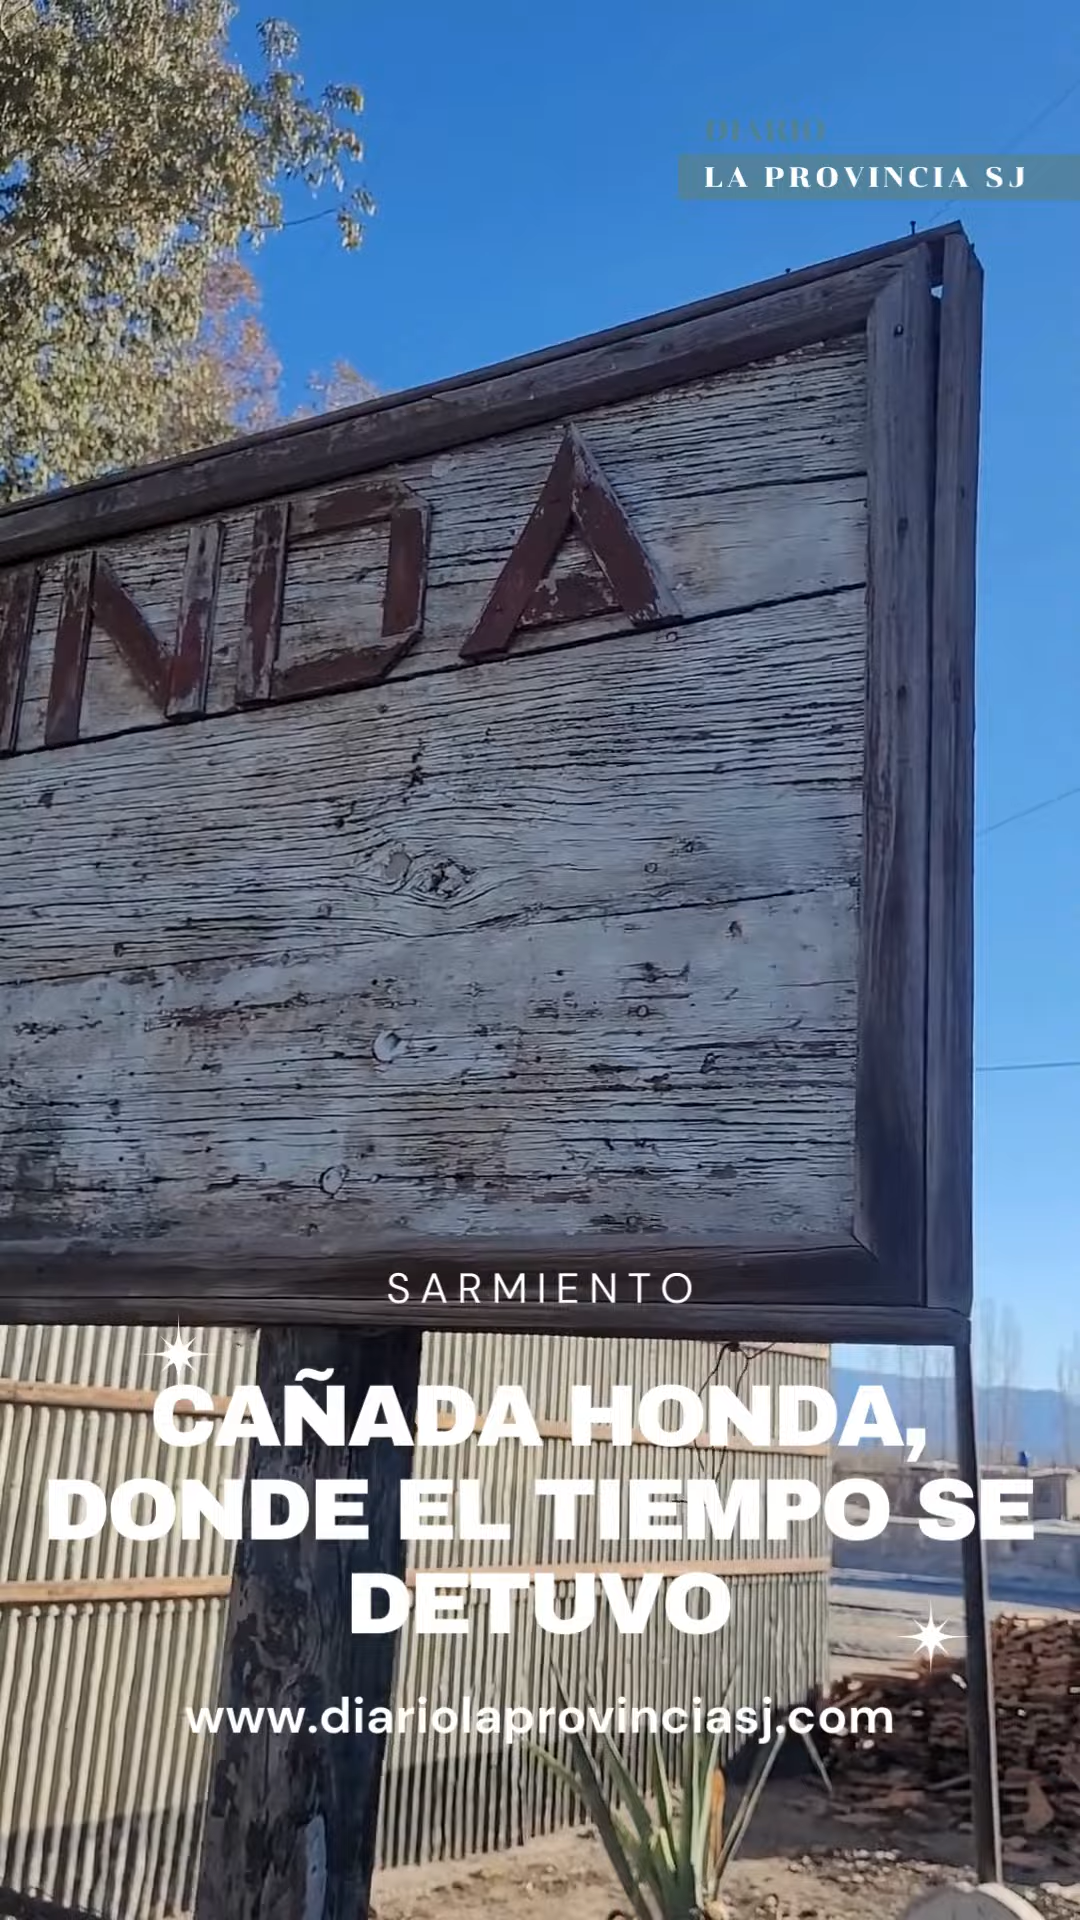 DIARIO
LA PROVINCIA SJ
NDA
SARMIENTO
CAÑADA HONDA,
DONDE EL TIEMPO SE
DETUVO
www.diariolaprovinciasj.com